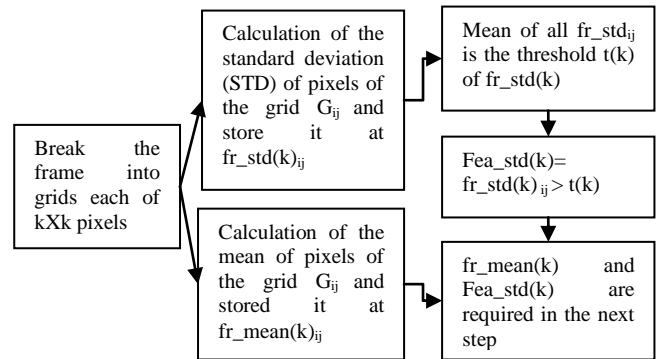 Break the
frame into
grids each of
kXk pixels
Calculation of the
standard deviation
(STD) of pixels of
the grid Gij and
store it at
fr_std(k)ij
Calculation of the
mean of pixels of
the grid Gij and
stored it at
fr_mean(k)ij
Mean of all fr_stdij
is the threshold t(k)
of fr_std(k)
Fea_std(k)=
fr_std(k) ij > t(k)
fr_mean(k) and
Fea_std(k) are
required in the next
step